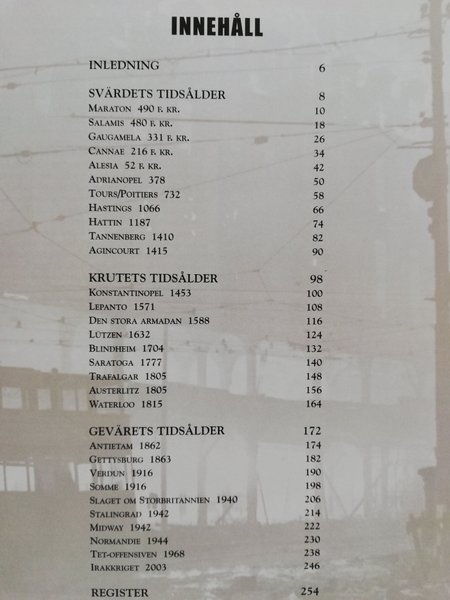 INNEHÅLL
INLEDNING 6
SVÄRDETS TIDSÅLDER 8
MARATON 490 F. KR. 10
SALAMIS 480 F. KR. 18
GAUGAMELA 331 F. KR. 26
CANNAE 216 F. KR. 34
ALESIA 52 F. KR. 42
ADRIANOPEL 378 50
TOURS/POITIERS 732 58
HASTINGS 1066 66
HATTIN 1187 74
TANNENBERG 1410 82
AGINCOURT 1415 90
KRUTETS TIDSÅLDER 98
KONSTANTINOPEL 1453 100
LEPANTO 1571 108
DEN STORA ARMADAN 1588 116
LÜTZEN 1632 124
BLINDHEIM 1704 132
SARATOGA 1777 140
TRAFALGAR 1805 148
AUSTERLITZ 1805 156
WATERLOO 1815 164
GEVÄRETS TIDSÅLDER 172
ANTIETAM 1862 174
GETTYSBURG 1863 182
VERDUN 1916 190
SOMME 1916 198
SLAGET OM STORBRITANNIEN 1940 206
STALINGRAD 1942 214
MIDWAY 1942 222
NORMANDIE 1944 230
TET-OFFENSIVEN 1968 238
IRAKKRIGET 2003 246
REGISTER 254